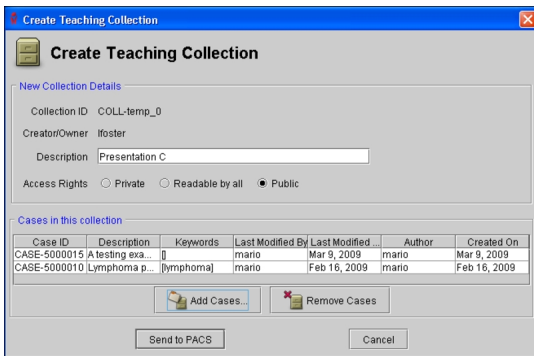 Create Teaching Collection
Create Teaching Collection
New Collection Details
Collection ID COLL-temp_0
Creator/Owner lfoster
Description Presentation C
Access Rights Private Readable by all Public
Cases in this collection
Case ID Description Keywords Last Modified By Last Modified ... Author Created On
CASE-5000015 A testing exa... [] mario Mar 9, 2009 mario Mar 9, 2009
CASE-5000010 Lymphoma p... [lymphoma] mario Feb 16, 2009 mario Feb 16, 2009
Add Cases... Remove Cases
Send to PACS Cancel